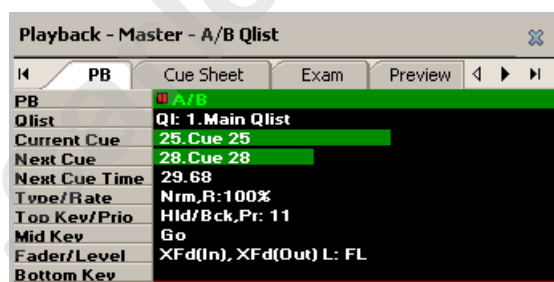 Playback - Master - A/B Qlist
PB Cue Sheet Exam Preview
PB A/B
Qlist Ql: 1.Main Qlist
Current Cue 25.Cue 25
Next Cue 28.Cue 28
Next Cue Time 29.68
Type/Rate Nrm,R:100%
Top Key/Prio Hld/Bck,Pr: 11
Mid Key Go
Fader/Level XFd(In), XFd(Out) L: FL
Bottom Key